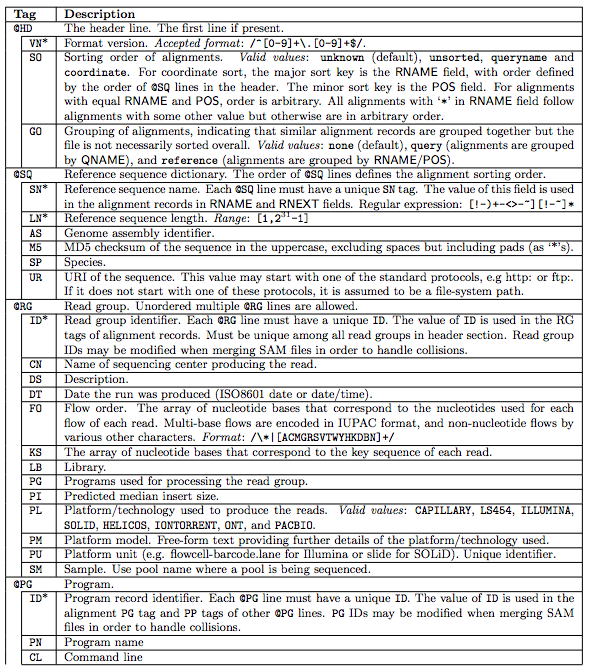 Tag Description
@HD The header line. The first line if present.
VN* Format version. Accepted format: /^[0-9]+\.[0-9]+$/.
SO Sorting order of alignments. Valid values: unknown (default), unsorted, queryname and
coordinate. For coordinate sort, the major sort key is the RNAME field, with order defined
by the order of @SQ lines in the header. The minor sort key is the POS field. For alignments
with equal RNAME and POS, order is arbitrary. All alignments with ‘*’ in RNAME field follow
alignments with some other value but otherwise are in arbitrary order.
GO Grouping of alignments, indicating that similar alignment records are grouped together but the
file is not necessarily sorted overall. Valid values: none (default), query (alignments are grouped
by QNAME), and reference (alignments are grouped by RNAME/POS).
@SQ Reference sequence dictionary. The order of @SQ lines defines the alignment sorting order.
SN* Reference sequence name. Each @SQ line must have a unique SN tag. The value of this field is used
in the alignment records in RNAME and RNEXT fields. Regular expression: [!-)+-<>-~][!-~]*
LN* Reference sequence length. Range: [1,2³¹-1]
AS Genome assembly identifier.
M5 MD5 checksum of the sequence in the uppercase, excluding spaces but including pads (as ‘*’s).
SP Species.
UR URI of the sequence. This value may start with one of the standard protocols, e.g http: or ftp:.
If it does not start with one of these protocols, it is assumed to be a file-system path.
@RG Read group. Unordered multiple @RG lines are allowed.
ID* Read group identifier. Each @RG line must have a unique ID. The value of ID is used in the RG
tags of alignment records. Must be unique among all read groups in header section. Read group
IDs may be modified when merging SAM files in order to handle collisions.
CN Name of sequencing center producing the read.
DS Description.
DT Date the run was produced (ISO8601 date or date/time).
FO Flow order. The array of nucleotide bases that correspond to the nucleotides used for each
flow of each read. Multi-base flows are encoded in IUPAC format, and non-nucleotide flows by
various other characters. Format: /\*|[ACMGRSVTWYHKDBN]+/
KS The array of nucleotide bases that correspond to the key sequence of each read.
LB Library.
PG Programs used for processing the read group.
PI Predicted median insert size.
PL Platform/technology used to produce the reads. Valid values: CAPILLARY, LS454, ILLUMINA,
SOLID, HELICOS, IONTORRENT, ONT, and PACBIO.
PM Platform model. Free-form text providing further details of the platform/technology used.
PU Platform unit (e.g. flowcell-barcode.lane for Illumina or slide for SOLiD). Unique identifier.
SM Sample. Use pool name where a pool is being sequenced.
@PG Program.
ID* Program record identifier. Each @PG line must have a unique ID. The value of ID is used in the
alignment PG tag and PP tags of other @PG lines. PG IDs may be modified when merging SAM
files in order to handle collisions.
PN Program name
CL Command line